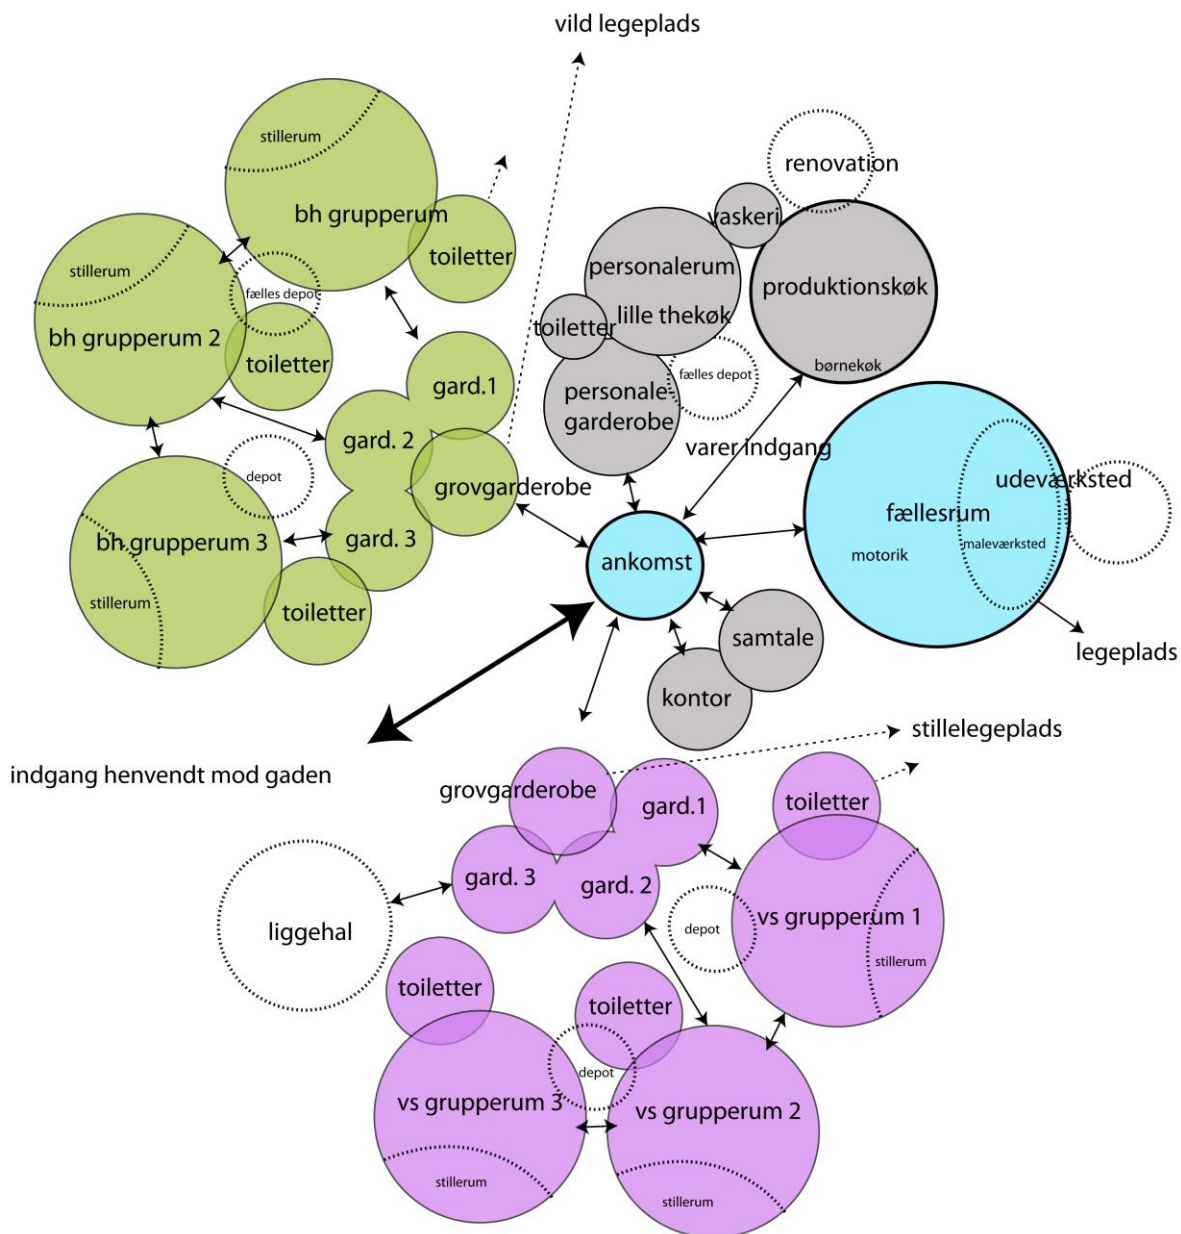 vild legeplads
stillerum
bh grupperum
toiletter
renovation
vaskeri
personalerum
lille thekøk
produktionskøk
børnekøk
stillerum
fælles depot
bh grupperum 2
toiletter
toiletter
fælles depot
personale
garderobe
gard.1
gard. 2
varer indgang
depot
grovgarderobe
udeværksted
fællesrum
maleværksted
motorik
bh grupperum 3
gard. 3
ankomst
stillerum
toiletter
samtale
legeplads
kontor
stillelegeplads
indgang henvendt mod gaden
grovgarderobe
gard.1
toiletter
gard. 3
gard. 2
vs grupperum 1
depot
liggehal
stillerum
toiletter
toiletter
depot
vs grupperum 3
vs grupperum 2
stillerum
stillerum